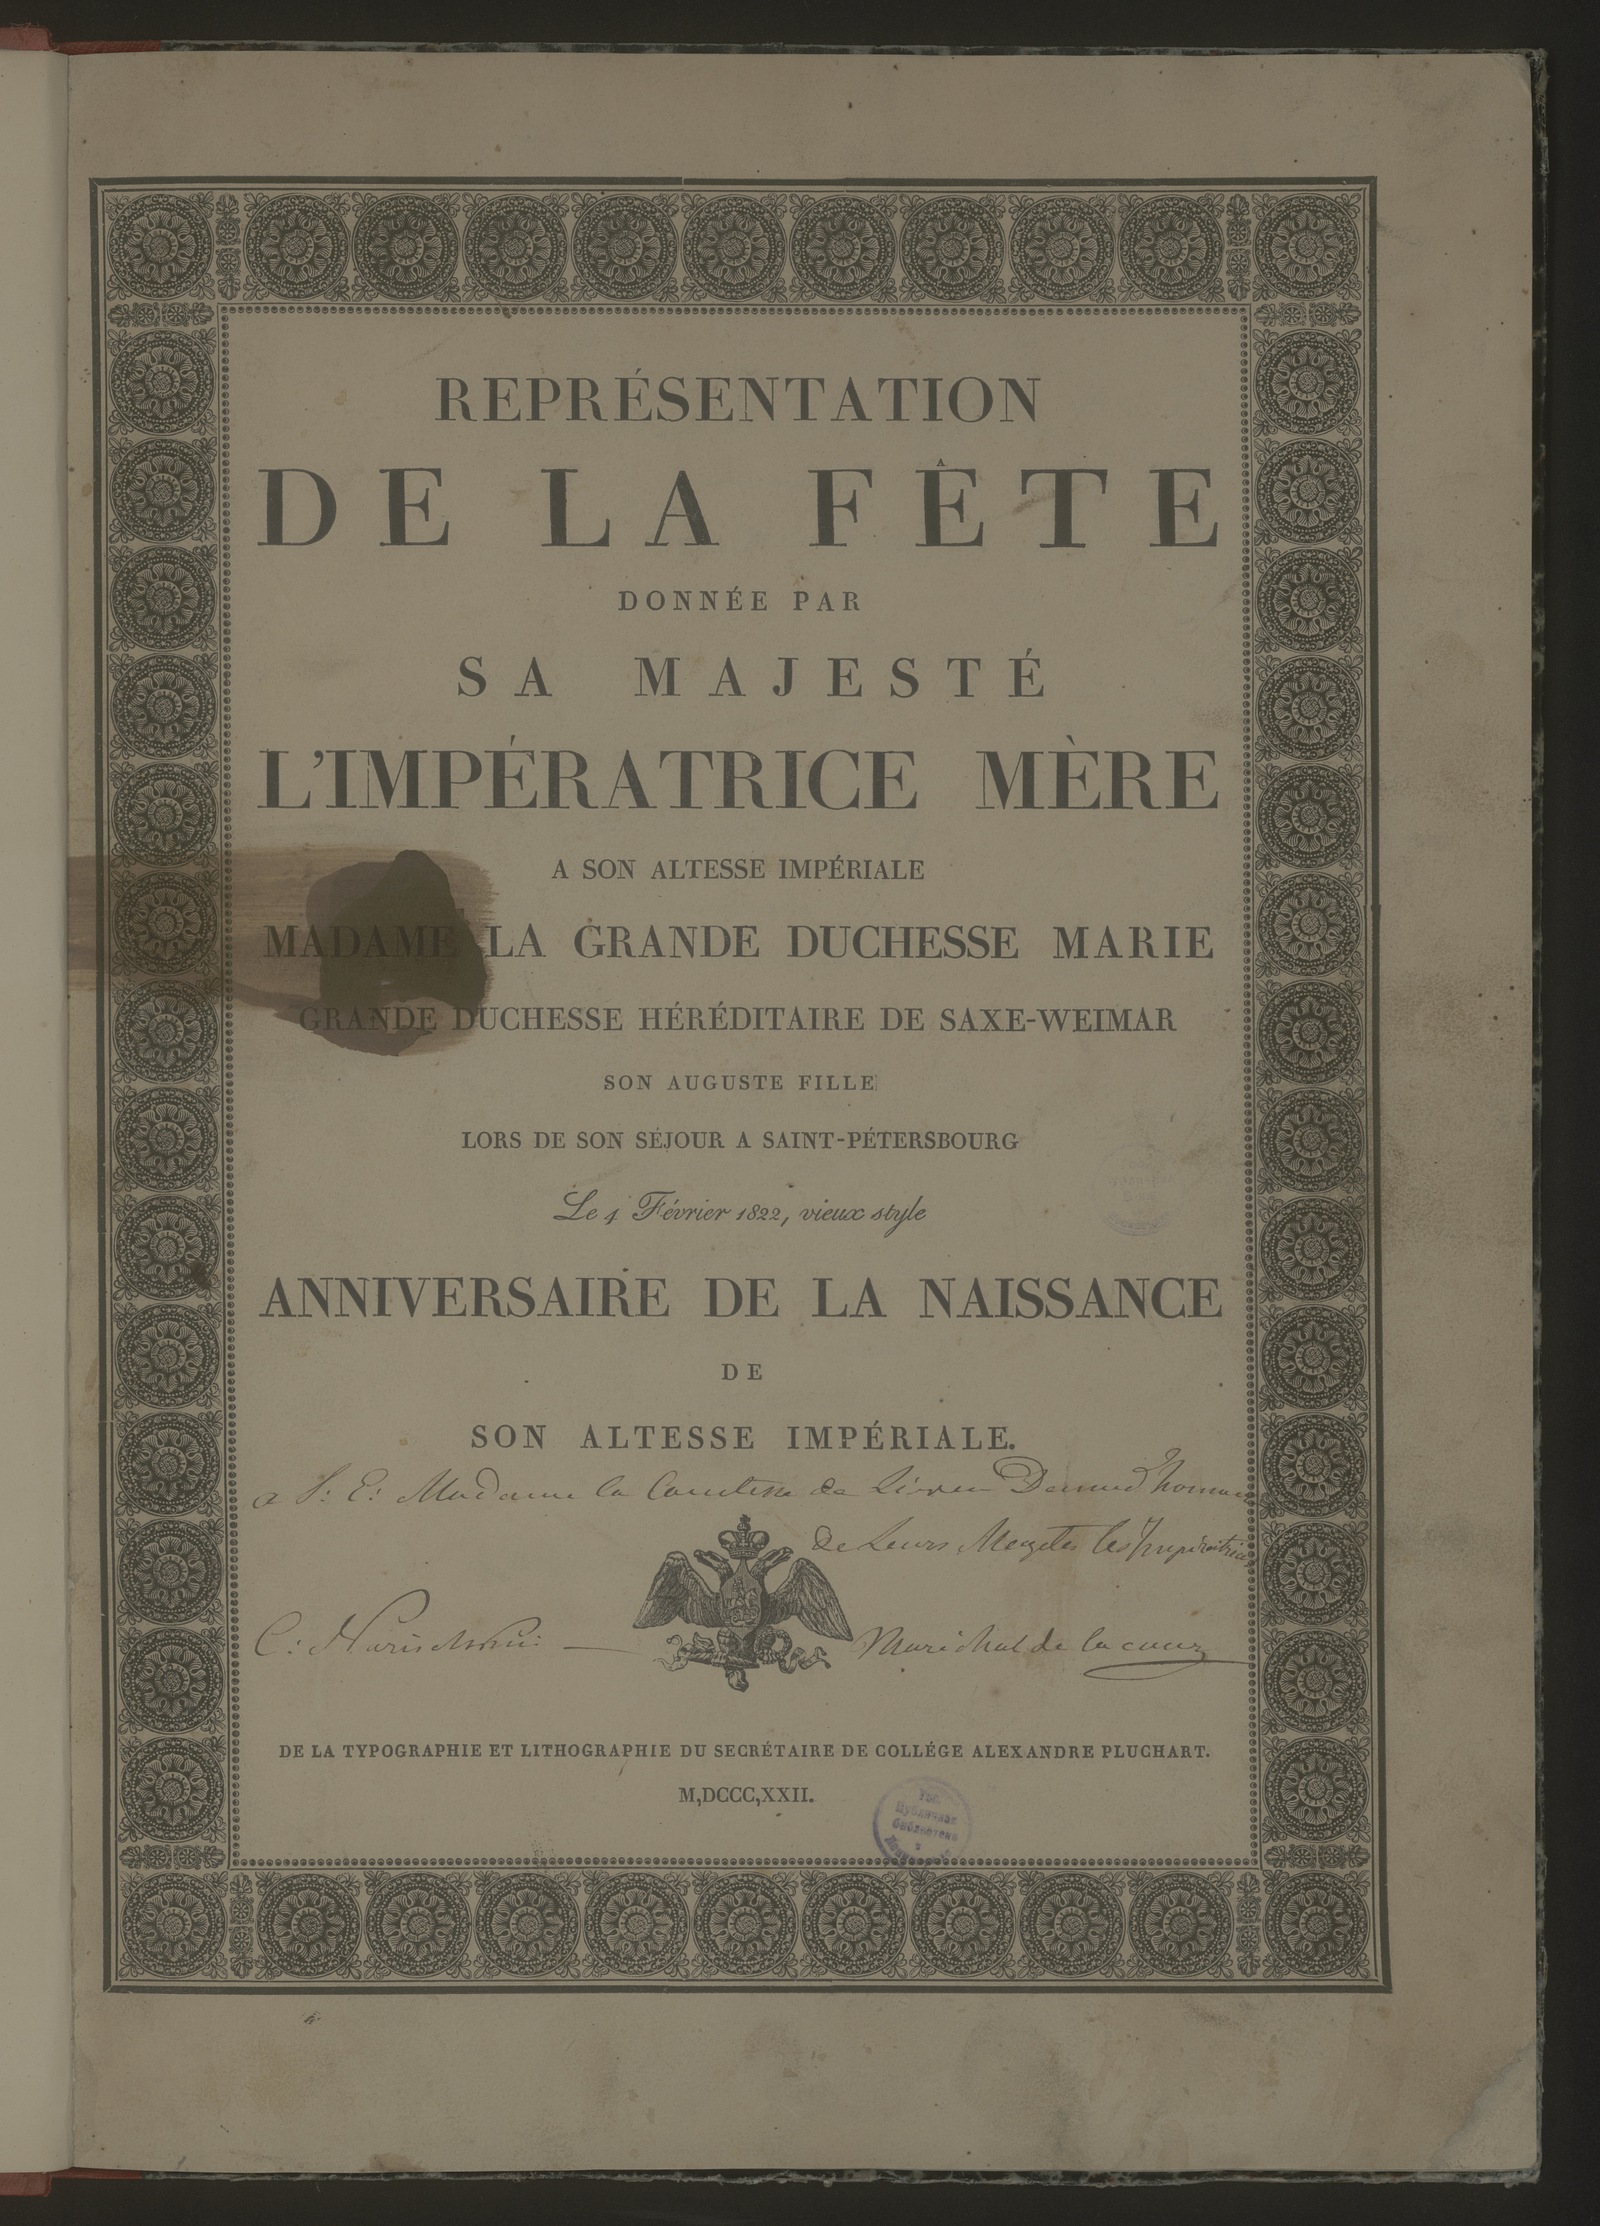 REPRÉSENTATION
DE LA FÊTE
DONNÉE PAR
SA MAJESTÉ
L'IMPÉRATRICE MÈRE
A SON ALTESSE IMPÉRIALE
MADAME LA GRANDE DUCHESSE MARIE
GRANDE DUCHESSE HÉRÉDITAIRE DE SAXE-WEIMAR
SON AUGUSTE FILLE
LORS DE SON SÉJOUR A SAINT-PÉTERSBOURG
Le 4 Février 1822, vieux style
ANNIVERSAIRE DE LA NAISSANCE
DE
SON ALTESSE IMPÉRIALE.
a S: E: Madame la Comtesse de Lieven
de Leurs les
C: Maréchal de la cour
DE LA TYPOGRAPHIE ET LITHOGRAPHIE DU SECRÉTAIRE DE COLLÉGE ALEXANDRE PLUCHART.
M,DCCC,XXII.
Публичная
библиотека